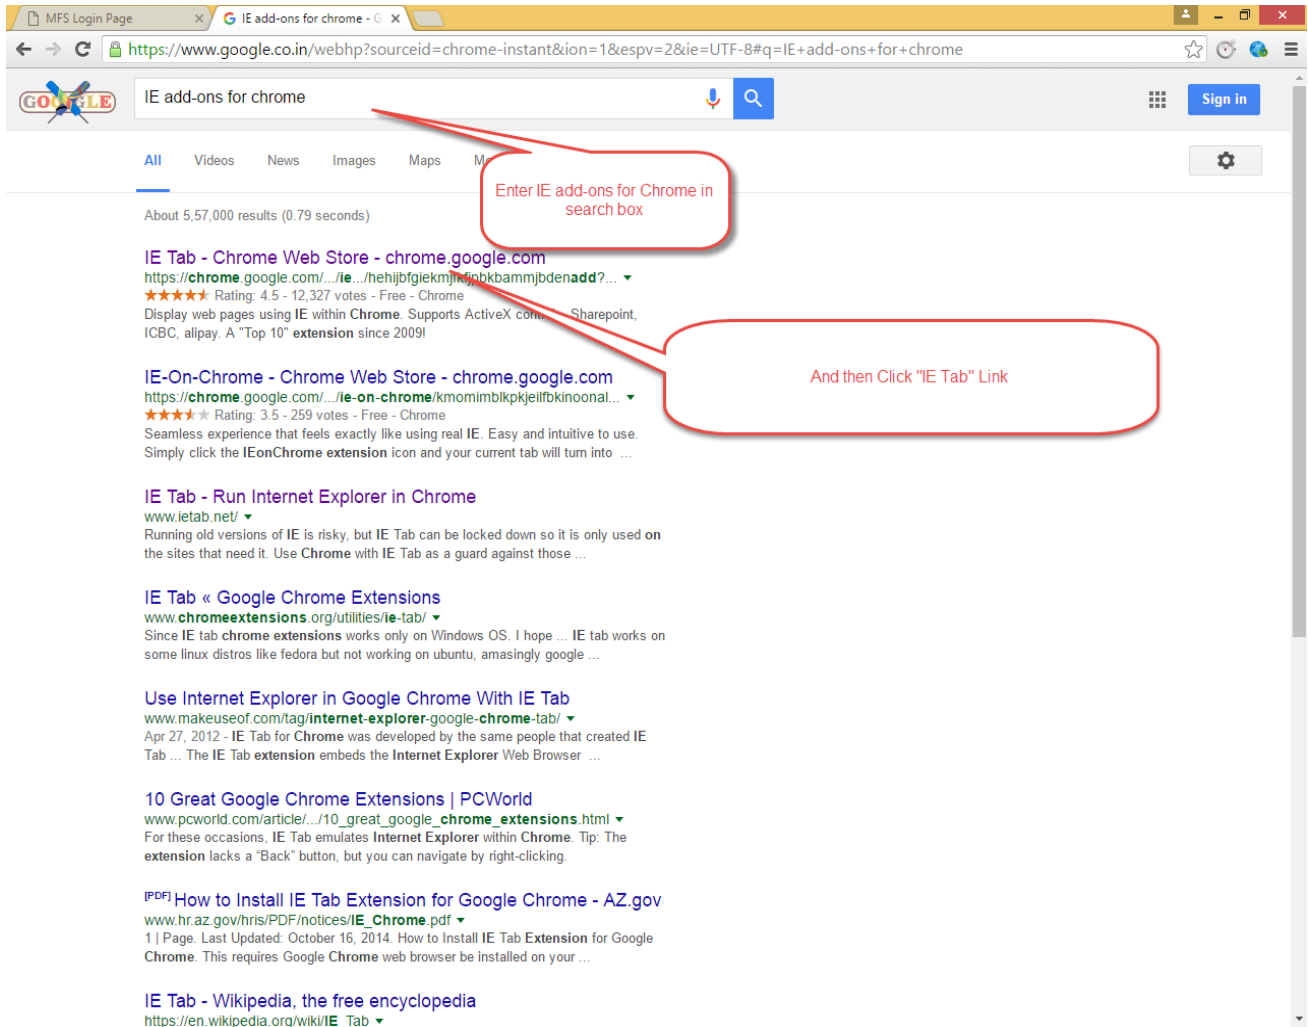 MFS Login Page
IE add-ons for chrome - G
https://www.google.co.in/webhp?sourceid=chrome-instant&ion=1&espv=2&ie=UTF-8#q=IE+add-ons+for+chrome
GOOGLE
IE add-ons for chrome
Sign in
All Videos News Images Maps
Enter IE add-ons for Chrome in
search box
About 5,57,000 results (0.79 seconds)
IE Tab - Chrome Web Store - chrome.google.com
https://chrome.google.com/.../ie.../hehijbfgiekmjfkfjpbkbammjbdenadd?...
Rating: 4.5 - 12,327 votes - Free - Chrome
Display web pages using IE within Chrome. Supports ActiveX Sharepoint,
ICBC, alipay. A "Top 10" extension since 2009!
And then Click "IE Tab" Link
IE-On-Chrome - Chrome Web Store - chrome.google.com
https://chrome.google.com/.../ie-on-chrome/kmomimblkpkjeilfbkinoonal...
Rating: 3.5 - 259 votes - Free - Chrome
Seamless experience that feels exactly like using real IE. Easy and intuitive to use.
Simply click the IEonChrome extension icon and your current tab will turn into ...
IE Tab - Run Internet Explorer in Chrome
www.ietab.net/
Running old versions of IE is risky, but IE Tab can be locked down so it is only used on
the sites that need it. Use Chrome with IE Tab as a guard against those ...
IE Tab « Google Chrome Extensions
www.chromeextensions.org/utilities/ie-tab/
Since IE tab chrome extensions works only on Windows OS. I hope ... IE tab works on
some linux distros like fedora but not working on ubuntu, amasingly google ...
Use Internet Explorer in Google Chrome With IE Tab
www.makeuseof.com/tag/internet-explorer-google-chrome-tab/
Apr 27, 2012 - IE Tab for Chrome was developed by the same people that created IE
Tab ... The IE Tab extension embeds the Internet Explorer Web Browser ...
10 Great Google Chrome Extensions | PCWorld
www.pcworld.com/article/.../10_great_google_chrome_extensions.html
For these occasions, IE Tab emulates Internet Explorer within Chrome. Tip: The
extension lacks a “Back” button, but you can navigate by right-clicking.
[PDF] How to Install IE Tab Extension for Google Chrome - AZ.gov
www.hr.az.gov/hris/PDF/notices/IE_Chrome.pdf
1 | Page. Last Updated: October 16, 2014. How to Install IE Tab Extension for Google
Chrome. This requires Google Chrome web browser be installed on your ...
IE Tab - Wikipedia, the free encyclopedia
https://en.wikipedia.org/wiki/IE_Tab